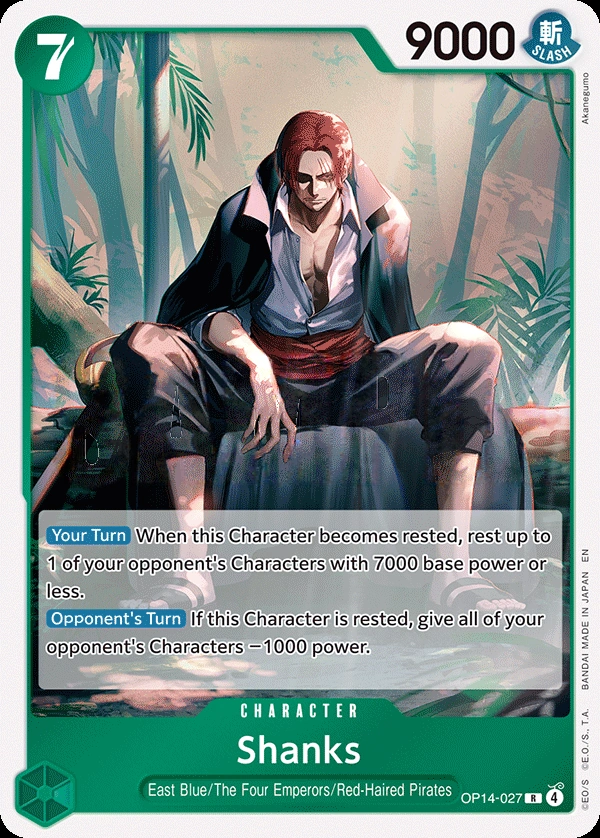 7
9000
斬
SLASH
Akanegumo
Your Turn When this Character becomes rested, rest up to
1 of your opponent's Characters with 7000 base power or
less.
Opponent's Turn If this Character is rested, give all of your
opponent's Characters −1000 power.
CHARACTER
Shanks
East Blue/The Four Emperors/Red-Haired Pirates
OP14-027 R 4
©EO/S ©E.O./S., T.A. BANDAI MADE IN JAPAN EN